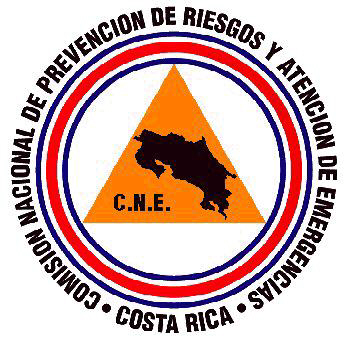 COMISION NACIONAL DE PREVENCION DE RIESGOS Y ATENCION DE EMERGENCIAS
C.N.E.
• COSTA RICA •